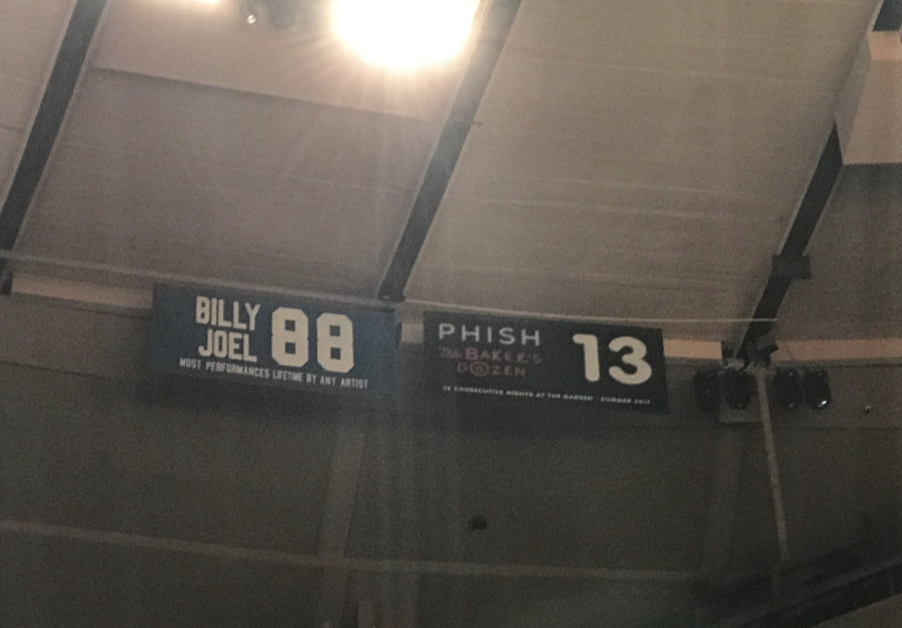 BILLY
JOEL 88
MOST PERFORMANCES LIFETIME BY ANY ARTIST
PHISH 13
The BAKER'S
DOZEN
13 CONSECUTIVE NIGHTS AT THE GARDEN - SUMMER 2017